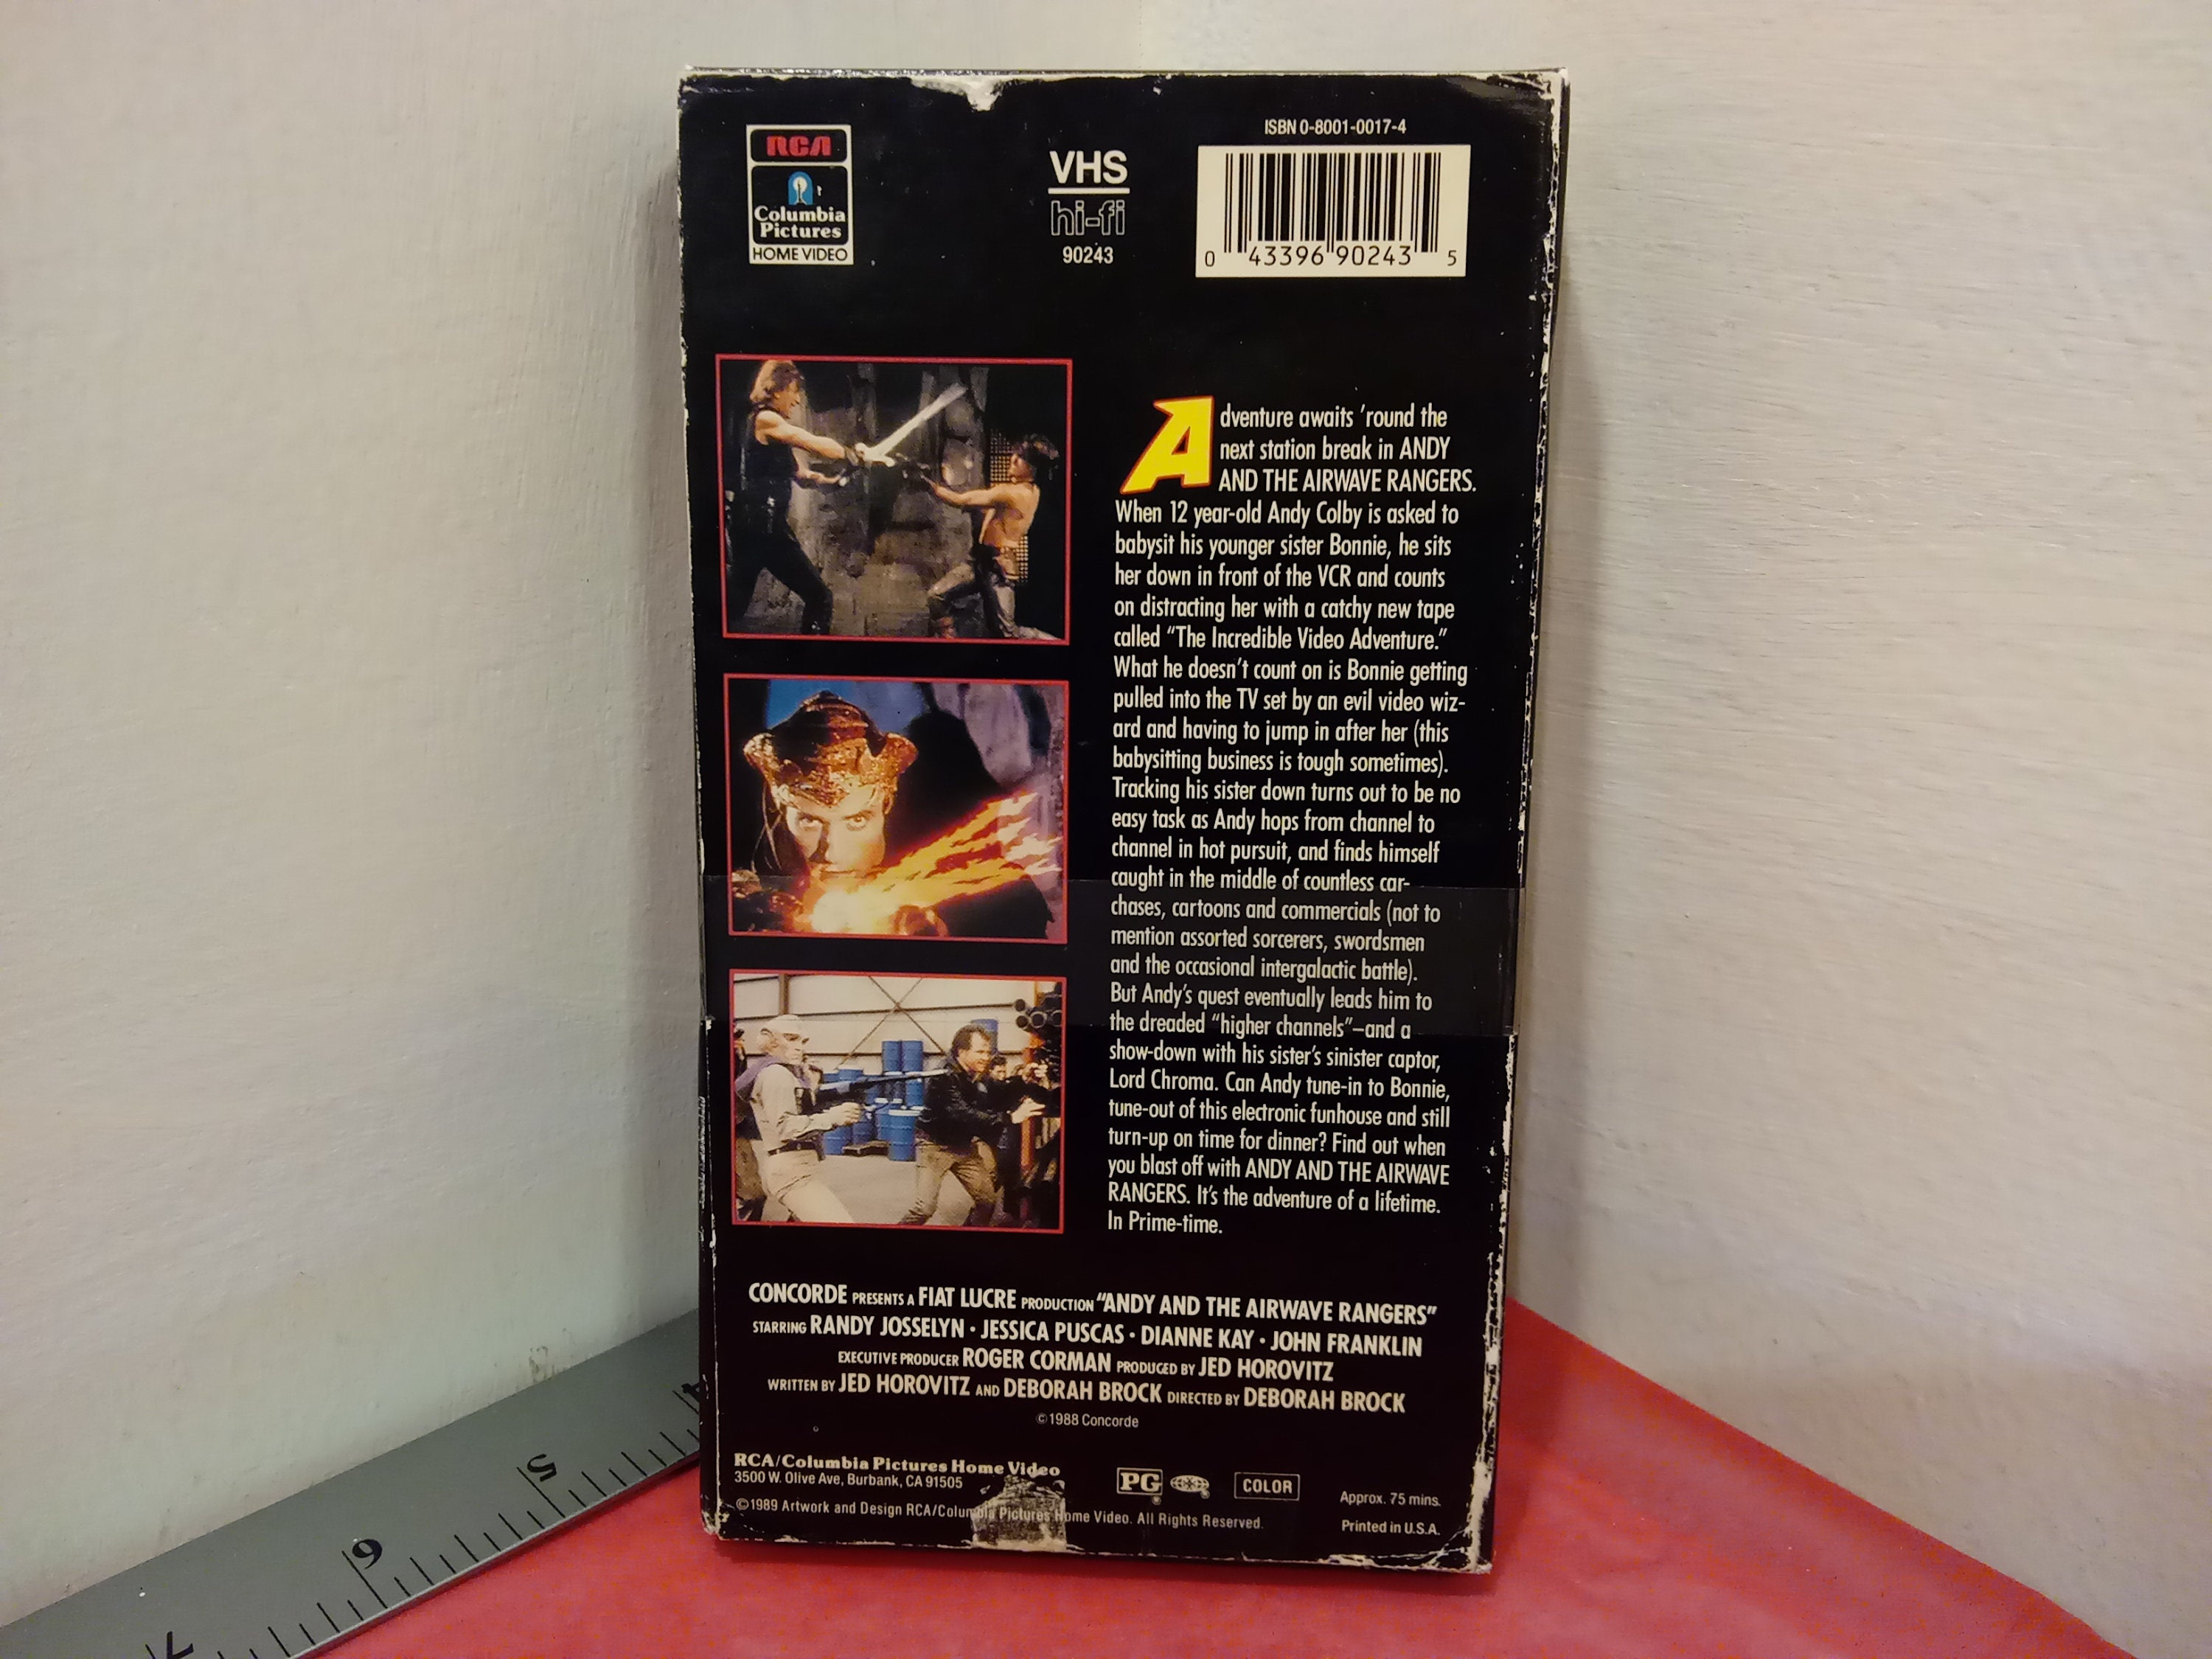 RCA
Columbia
Pictures
HOME VIDEO
VHS
hi-fi
90243
ISBN 0-8001-0017-4
0 43396 90243 5
Adventure awaits 'round the
next station break in ANDY
AND THE AIRWAVE RANGERS.
When 12 year-old Andy Colby is asked to
babysit his younger sister Bonnie, he sits
her down in front of the VCR and counts
on distracting her with a catchy new tape
called "The Incredible Video Adventure."
What he doesn't count on is Bonnie getting
pulled into the TV set by an evil video wiz-
ard and having to jump in after her (this
babysitting business is tough sometimes).
Tracking his sister down turns out to be no
easy task as Andy hops from channel to
channel in hot pursuit, and finds himself
caught in the middle of countless car-
chases, cartoons and commercials (not to
mention assorted sorcerers, swordsmen
and the occasional intergalactic battle).
But Andy's quest eventually leads him to
the dreaded "higher channels"–and a
show-down with his sister's sinister captor,
Lord Chroma. Can Andy tune-in to Bonnie,
tune-out of this electronic funhouse and still
turn-up on time for dinner? Find out when
you blast off with ANDY AND THE AIRWAVE
RANGERS. It's the adventure of a lifetime.
In Prime-time.
CONCORDE PRESENTS A FIAT LUCRE PRODUCTION "ANDY AND THE AIRWAVE RANGERS"
STARRING RANDY JOSSELYN • JESSICA PUSCAS • DIANNE KAY • JOHN FRANKLIN
EXECUTIVE PRODUCER ROGER CORMAN PRODUCED BY JED HOROVITZ
WRITTEN BY JED HOROVITZ AND DEBORAH BROCK DIRECTED BY DEBORAH BROCK
©1988 Concorde
RCA/Columbia Pictures Home Video
3500 W. Olive Ave, Burbank, CA 91505
©1989 Artwork and Design RCA/Columbia Pictures Home Video. All Rights Reserved.
PG
COLOR
Approx. 75 mins.
Printed in U.S.A.
4
5
6
7